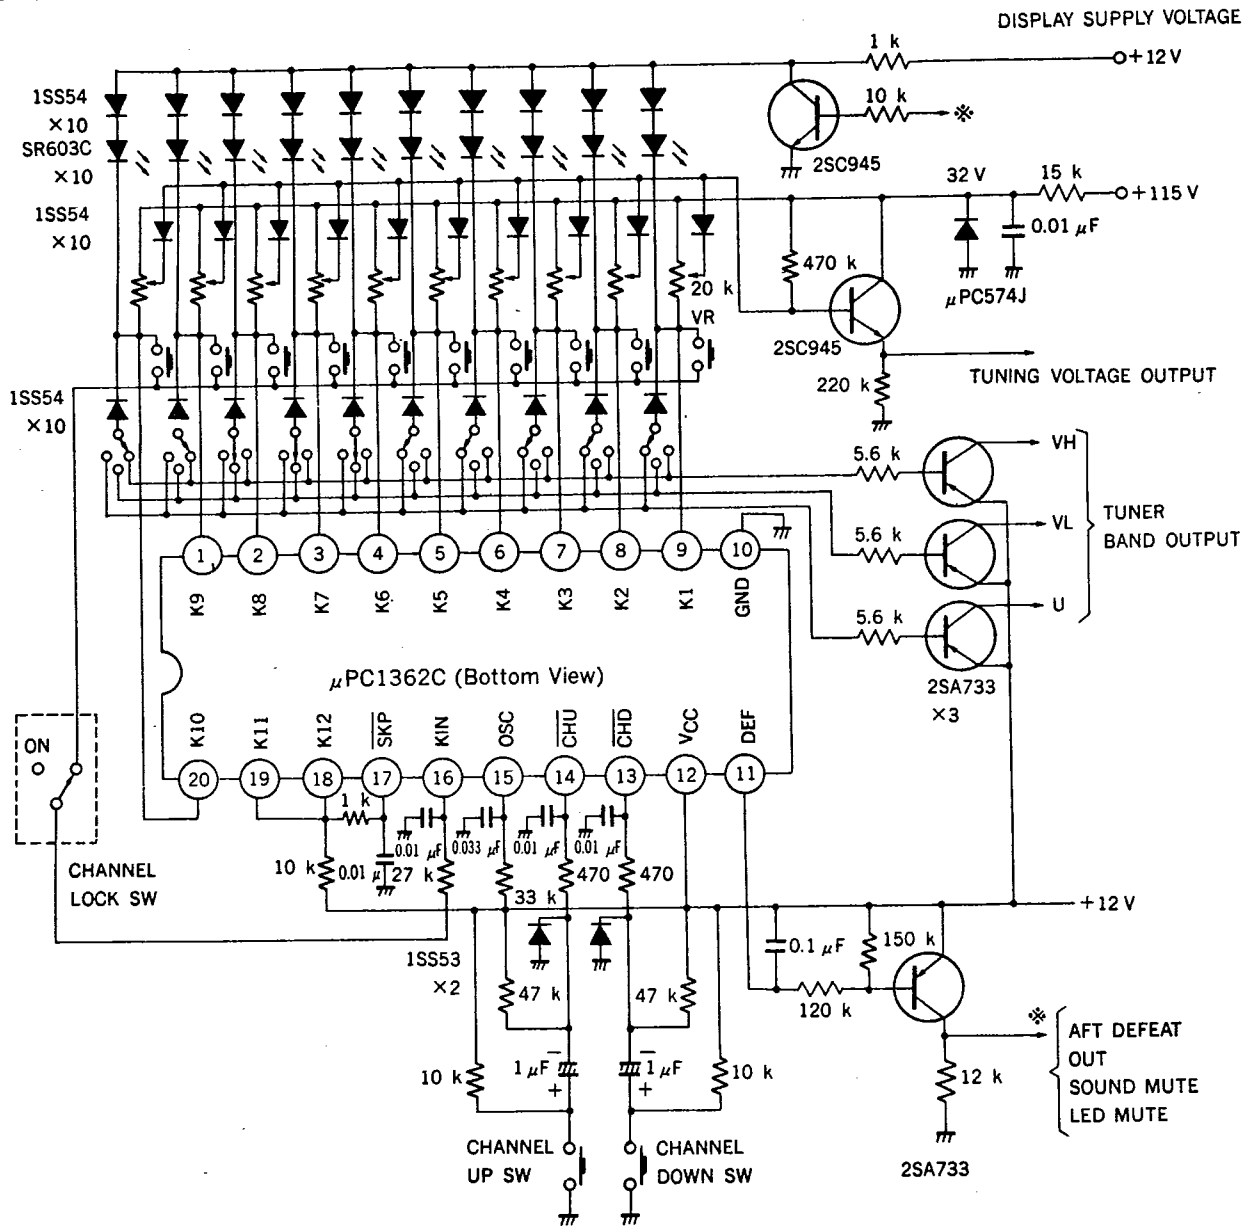 DISPLAY SUPPLY VOLTAGE
1 k
+12 V
1SS54
×10
10 k
※
SR603C
×10
2SC945
32 V
15 k
+115 V
1SS54
×10
0.01 μF
470 k
μPC574J
20 k
VR
2SC945
TUNING VOLTAGE OUTPUT
220 k
1SS54
×10
5.6 k
VH
5.6 k
VL
TUNER
BAND OUTPUT
5.6 k
U
2SA733
×3
1 2 3 4 5 6 7 8 9 10
K9 K8 K7 K6 K5 K4 K3 K2 K1 GND
μPC1362C (Bottom View)
K10 K11 K12 SKP KIN OSC CHU CHD VCC DEF
20 19 18 17 16 15 14 13 12 11
ON
CHANNEL
LOCK SW
1 k
10 k
0.01 μ
27 k
0.01 μF
0.033 μF
0.01 μF
0.01 μF
33 k
470
470
+12 V
1SS53
×2
47 k
47 k
0.1 μF
150 k
120 k
10 k
1 μF
−
+
−
1 μF
+
10 k
※
AFT DEFEAT
OUT
SOUND MUTE
LED MUTE
12 k
2SA733
CHANNEL
UP SW
CHANNEL
DOWN SW